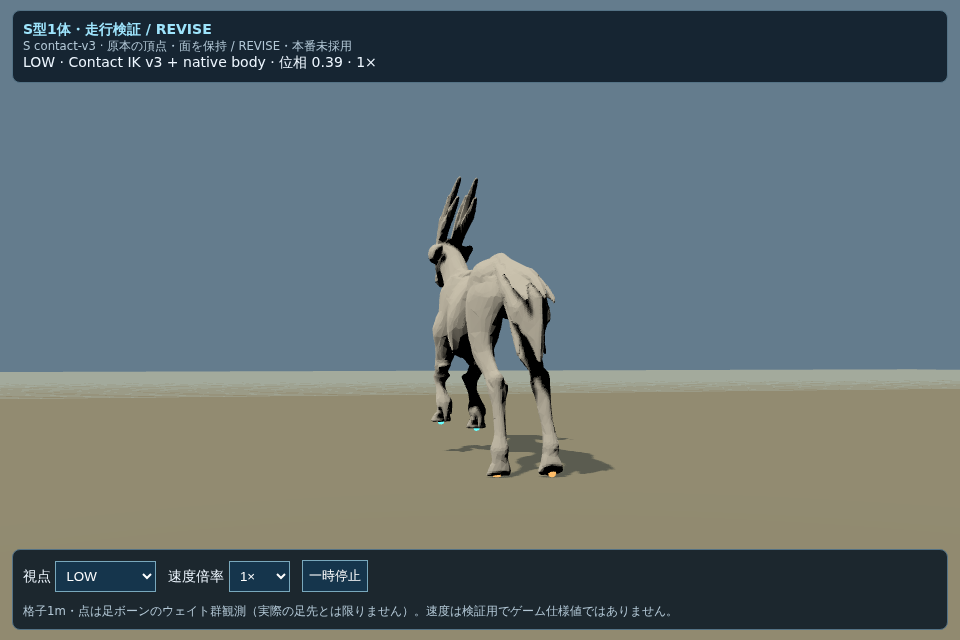 S型1体・走行検証 / REVISE
S contact-v3 · 原本の頂点・面を保持 / REVISE・本番未採用
LOW · Contact IK v3 + native body · 位相 0.39 · 1×
視点 LOW 速度倍率 1× 一時停止
格子1m・点は足ボーンのウェイト群観測（実際の足先とは限りません）。速度は検証用でゲーム仕様値ではありません。